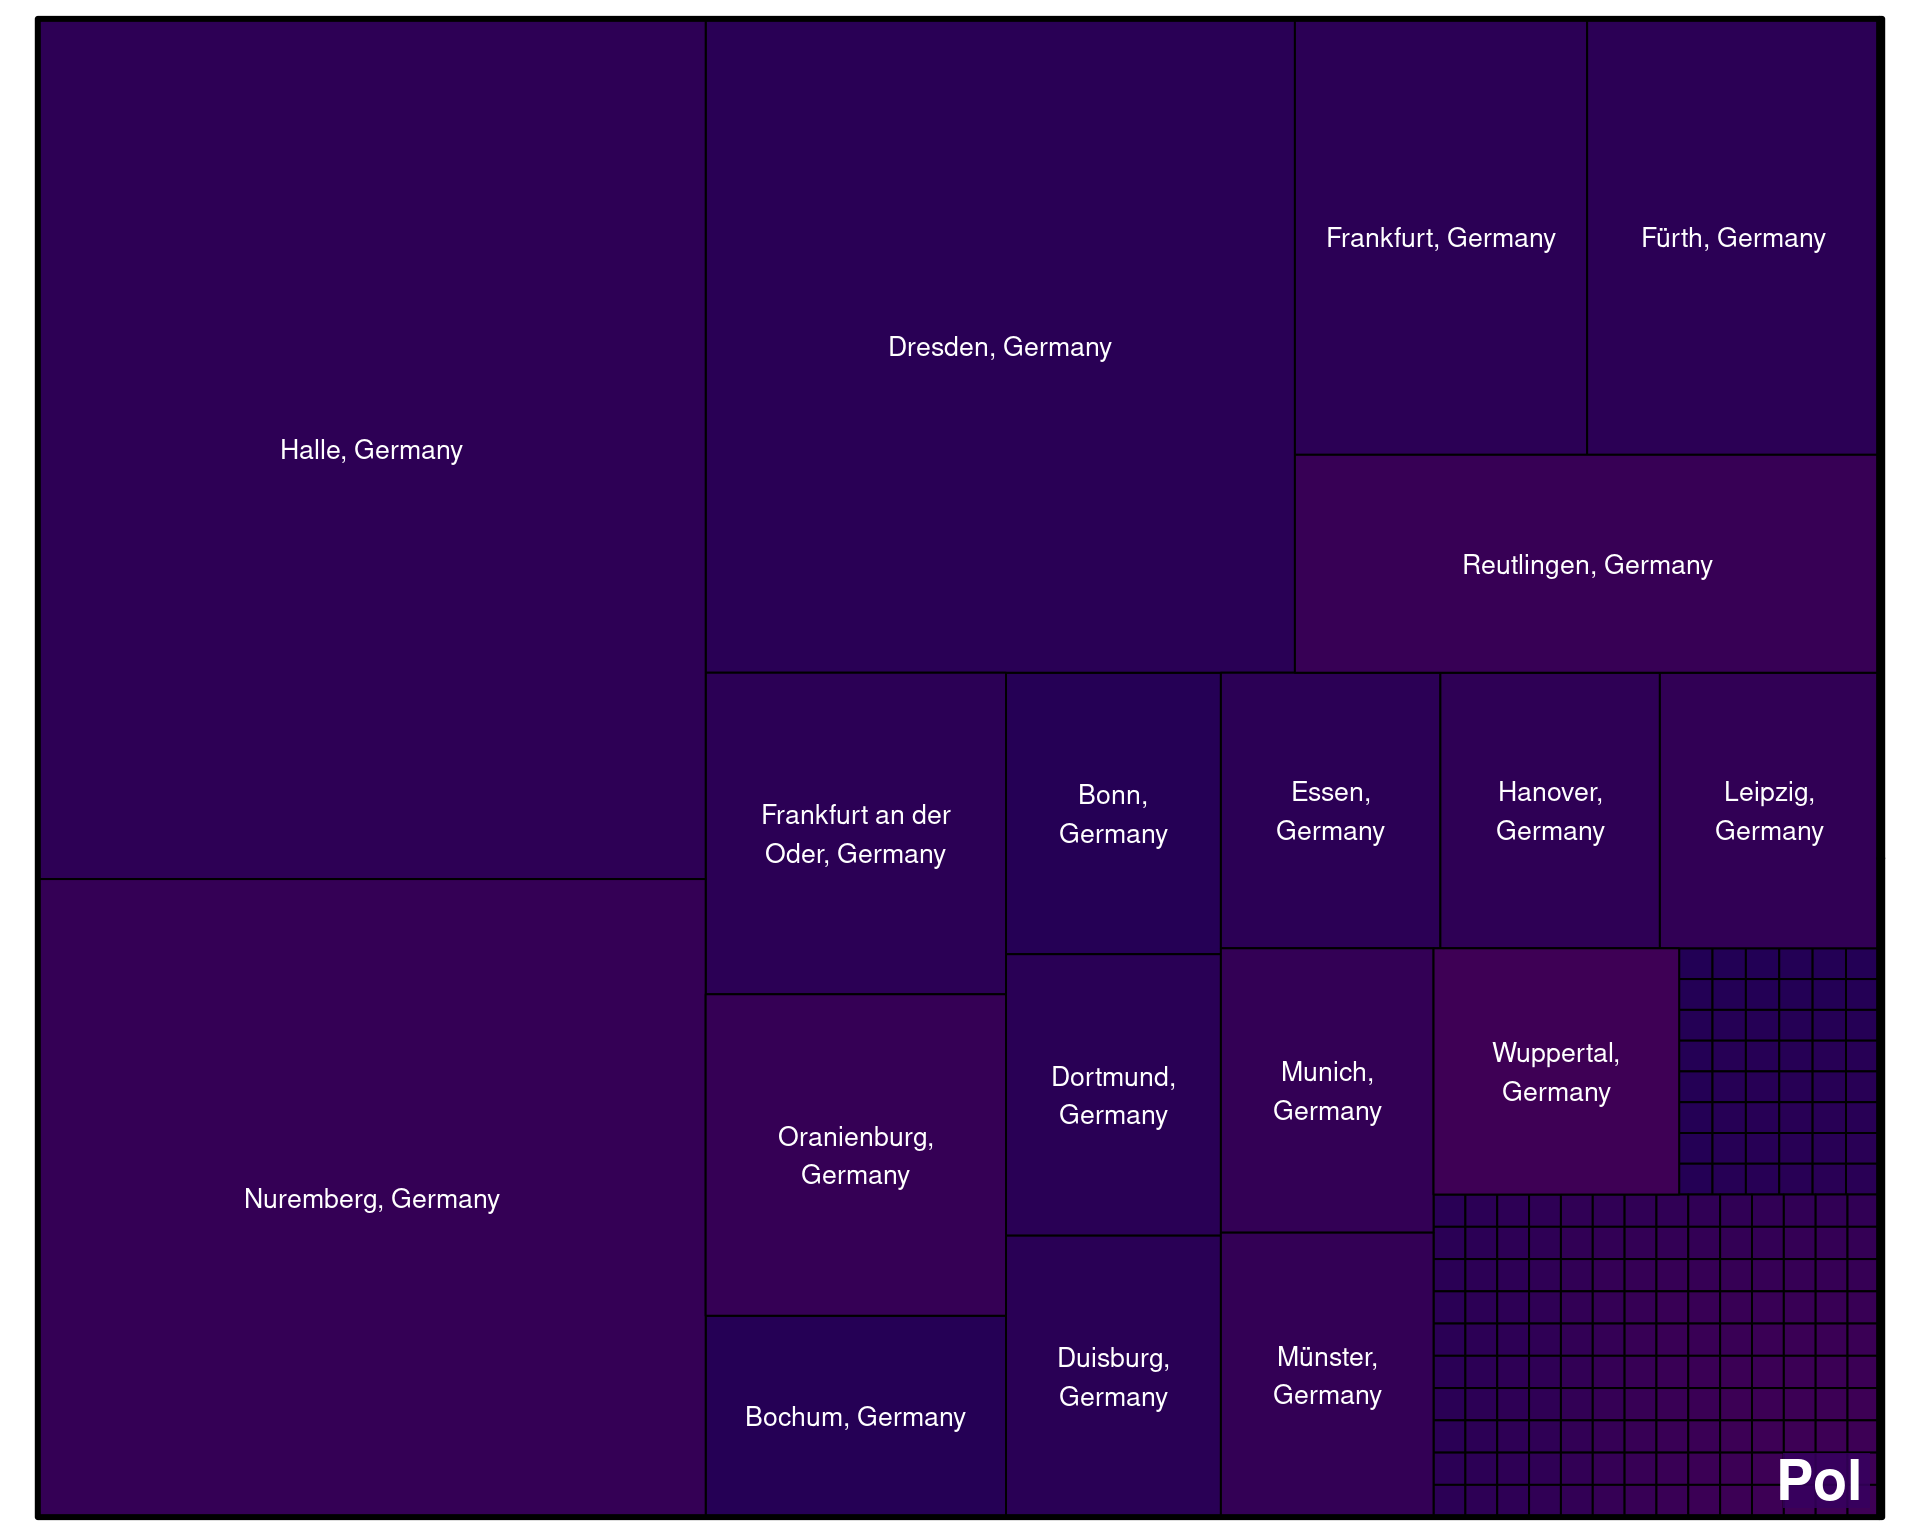 Halle, Germany
Dresden, Germany
Frankfurt, Germany
Fürth, Germany
Reutlingen, Germany
Nuremberg, Germany
Frankfurt an der
Oder, Germany
Oranienburg,
Germany
Bochum, Germany
Bonn,
Germany
Dortmund,
Germany
Duisburg,
Germany
Essen,
Germany
Hanover,
Germany
Leipzig,
Germany
Munich,
Germany
Münster,
Germany
Wuppertal,
Germany
Pol